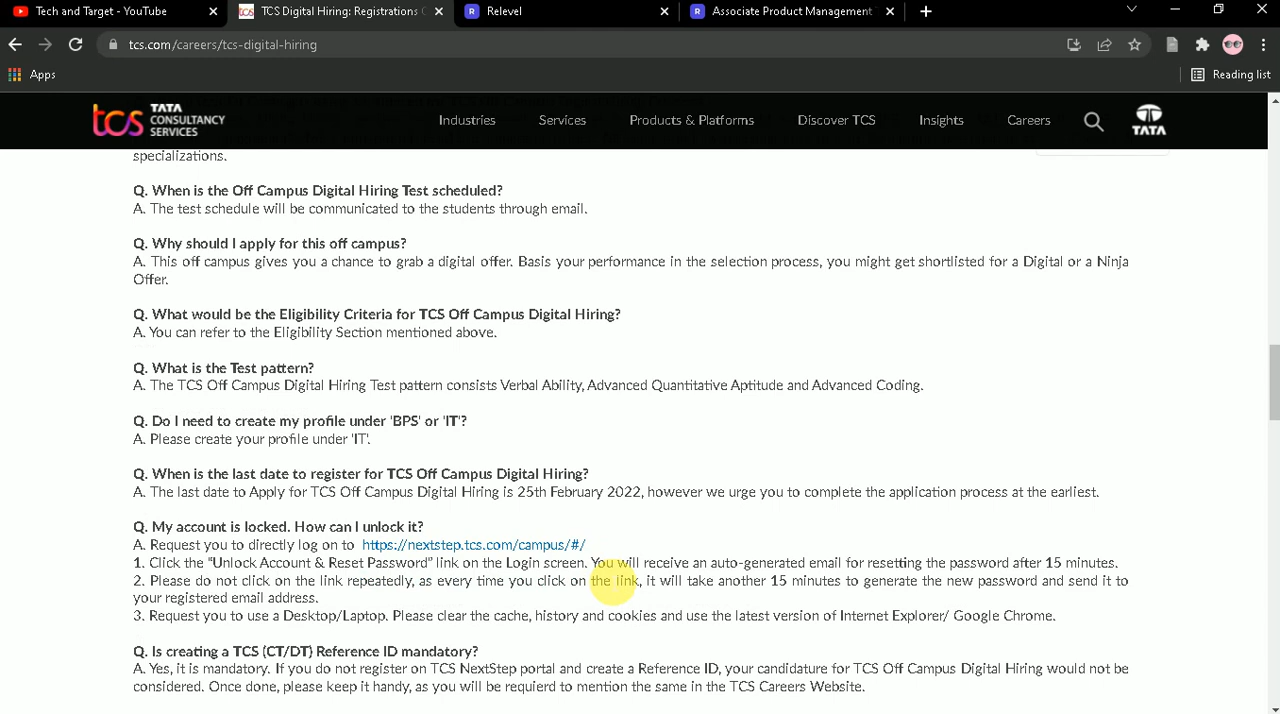 Tech and Target - YouTube
TCS Digital Hiring: Registrations
Relevel
Associate Product Management
tcs.com/careers/tcs-digital-hiring
Apps
Reading list
tcs TATA CONSULTANCY SERVICES
Industries
Services
Products & Platforms
Discover TCS
Insights
Careers
TATA
specializations.
Q. When is the Off Campus Digital Hiring Test scheduled?
A. The test schedule will be communicated to the students through email.
Q. Why should I apply for this off campus?
A. This off campus gives you a chance to grab a digital offer. Basis your performance in the selection process, you might get shortlisted for a Digital or a Ninja
Offer.
Q. What would be the Eligibility Criteria for TCS Off Campus Digital Hiring?
A. You can refer to the Eligibility Section mentioned above.
Q. What is the Test pattern?
A. The TCS Off Campus Digital Hiring Test pattern consists Verbal Ability, Advanced Quantitative Aptitude and Advanced Coding.
Q. Do I need to create my profile under 'BPS' or 'IT'?
A. Please create your profile under 'IT'.
Q. When is the last date to register for TCS Off Campus Digital Hiring?
A. The last date to Apply for TCS Off Campus Digital Hiring is 25th February 2022, however we urge you to complete the application process at the earliest.
Q. My account is locked. How can I unlock it?
A. Request you to directly log on to https://nextstep.tcs.com/campus/#/
1. Click the “Unlock Account & Reset Password” link on the Login screen. You will receive an auto-generated email for resetting the password after 15 minutes.
2. Please do not click on the link repeatedly, as every time you click on the link, it will take another 15 minutes to generate the new password and send it to
your registered email address.
3. Request you to use a Desktop/Laptop. Please clear the cache, history and cookies and use the latest version of Internet Explorer/ Google Chrome.
Q. Is creating a TCS (CT/DT) Reference ID mandatory?
A. Yes, it is mandatory. If you do not register on TCS NextStep portal and create a Reference ID, your candidature for TCS Off Campus Digital Hiring would not be
considered. Once done, please keep it handy, as you will be requierd to mention the same in the TCS Careers Website.